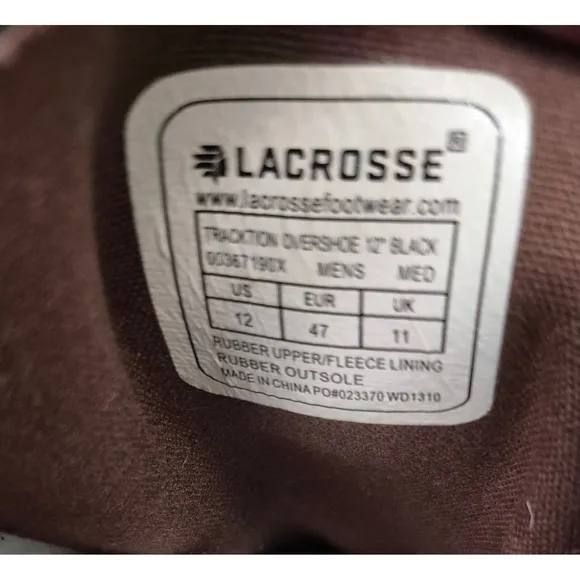 LACROSSE
www.lacrossefootwear.com
TRACKTION OVERSHOE 12" BLACK
00367190X MENS MED
US EUR UK
12 47 11
RUBBER UPPER/FLEECE LINING
RUBBER OUTSOLE
MADE IN CHINA PO#023370 WD1310